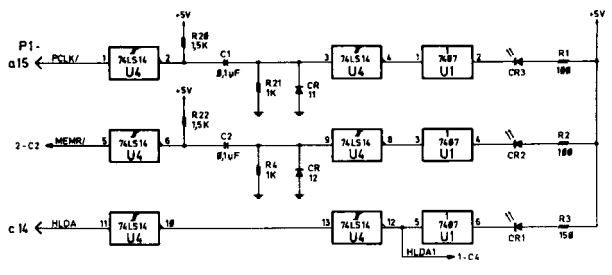 +5V
+5V
P1-
a15
PCLK/
1
74LS14
U4
2
R20
1,5K
C1
0,1µF
R21
1K
CR
11
3
74LS14
U4
4
1
7407
U1
2
CR3
R1
100
+5V
2-C2
MEMR/
5
74LS14
U4
6
R22
1,5K
C2
0,1µF
R4
1K
CR
12
9
74LS14
U4
8
3
7407
U1
4
CR2
R2
100
c14
HLDA
11
74LS14
U4
10
13
74LS14
U4
12
5
7407
U1
6
CR1
R3
150
HLDA1
1-C4